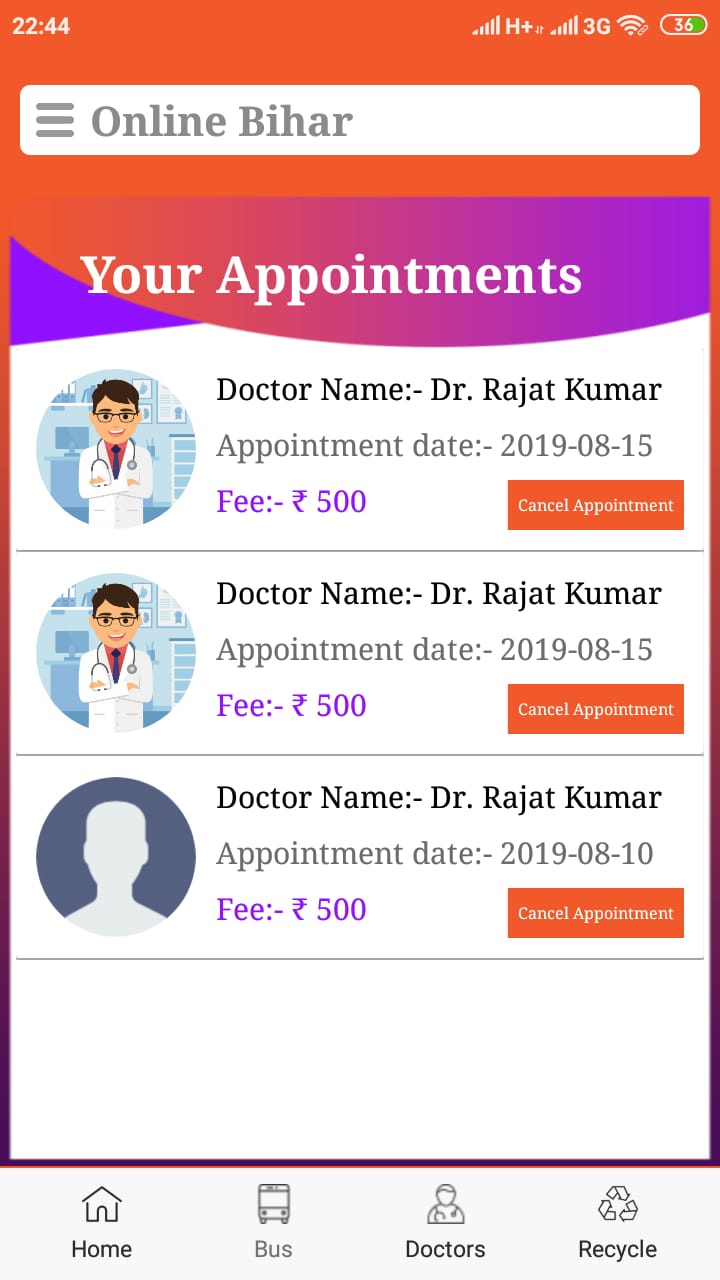 22:44 H+ 3G 36
Online Bihar
Your Appointments
Doctor Name:- Dr. Rajat Kumar
Appointment date:- 2019-08-15
Fee:- ₹ 500 Cancel Appointment
Doctor Name:- Dr. Rajat Kumar
Appointment date:- 2019-08-15
Fee:- ₹ 500 Cancel Appointment
Doctor Name:- Dr. Rajat Kumar
Appointment date:- 2019-08-10
Fee:- ₹ 500 Cancel Appointment
Home Bus Doctors Recycle